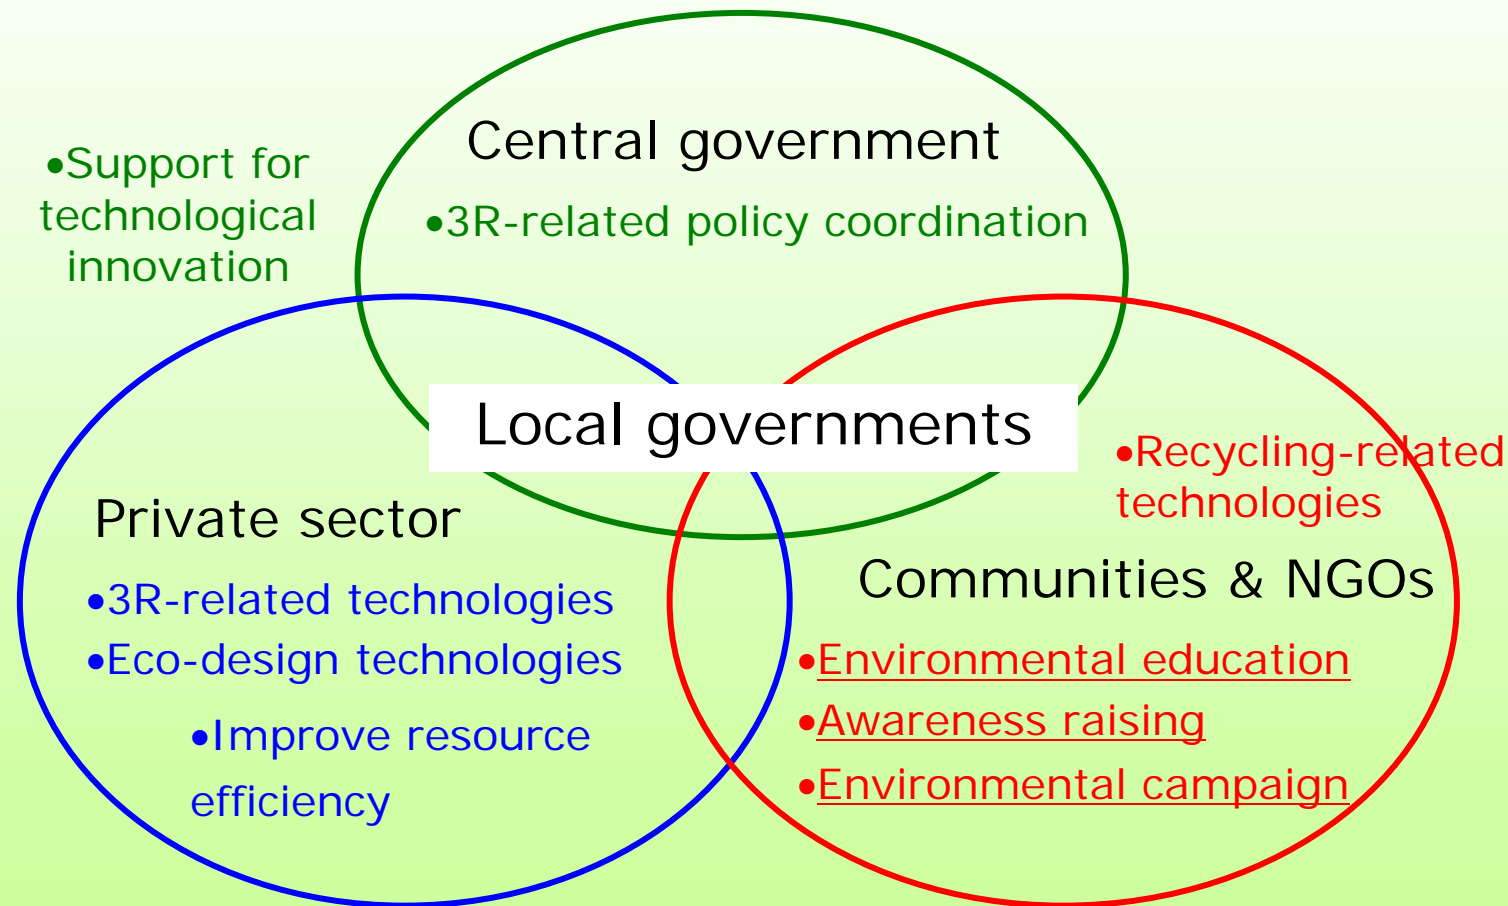 Central government
•3R-related policy coordination
•Support for
technological
innovation
Local governments
Private sector
•3R-related technologies
•Eco-design technologies
•Improve resource
efficiency
•Recycling-related
technologies
Communities & NGOs
•Environmental education
•Awareness raising
•Environmental campaign